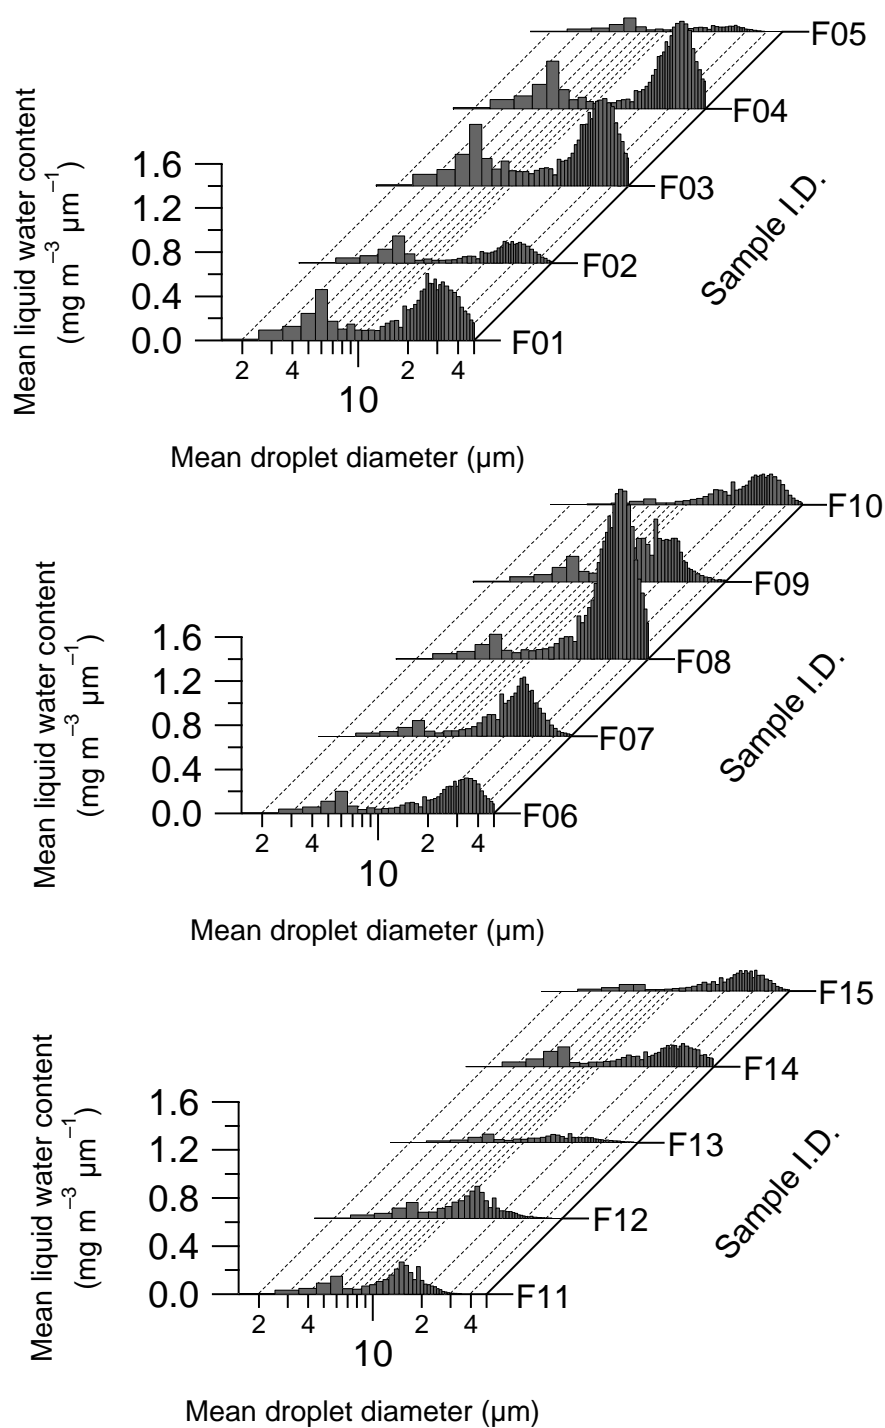 F05
F04
F03
F02
F01
Sample I.D.
Mean liquid water content
(mg m⁻³ µm⁻¹)
1.6
1.2
0.8
0.4
0.0
2 4 2 4
10
Mean droplet diameter (µm)
F10
F09
F08
F07
F06
Sample I.D.
Mean liquid water content
(mg m⁻³ µm⁻¹)
1.6
1.2
0.8
0.4
0.0
2 4 2 4
10
Mean droplet diameter (µm)
F15
F14
F13
F12
F11
Sample I.D.
Mean liquid water content
(mg m⁻³ µm⁻¹)
1.6
1.2
0.8
0.4
0.0
2 4 2 4
10
Mean droplet diameter (µm)